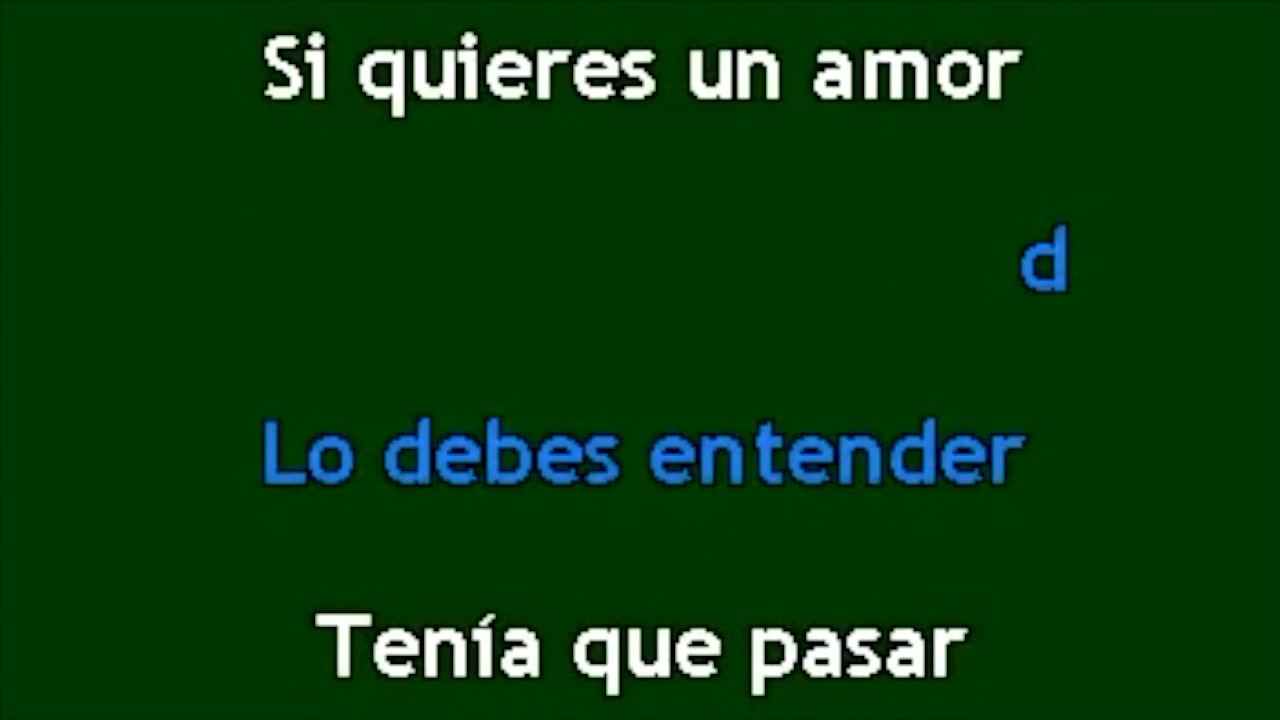 Si quieres un amor
d
Lo debes entender
Tenía que pasar